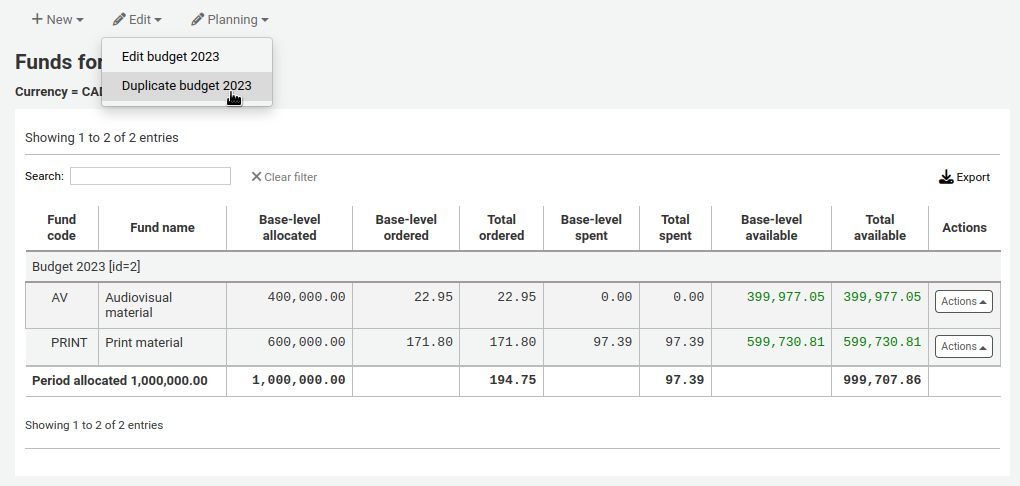 New Edit Planning
Edit budget 2023
Funds for
Duplicate budget 2023
Currency = CA
Showing 1 to 2 of 2 entries
Search: Clear filter Export
Fund code Fund name Base-level allocated Base-level ordered Total ordered Base-level spent Total spent Base-level available Total available Actions
Budget 2023 [id=2]
AV Audiovisual material 400,000.00 22.95 22.95 0.00 0.00 399,977.05 399,977.05 Actions
PRINT Print material 600,000.00 171.80 171.80 97.39 97.39 599,730.81 599,730.81 Actions
Period allocated 1,000,000.00 1,000,000.00 194.75 97.39 999,707.86
Showing 1 to 2 of 2 entries